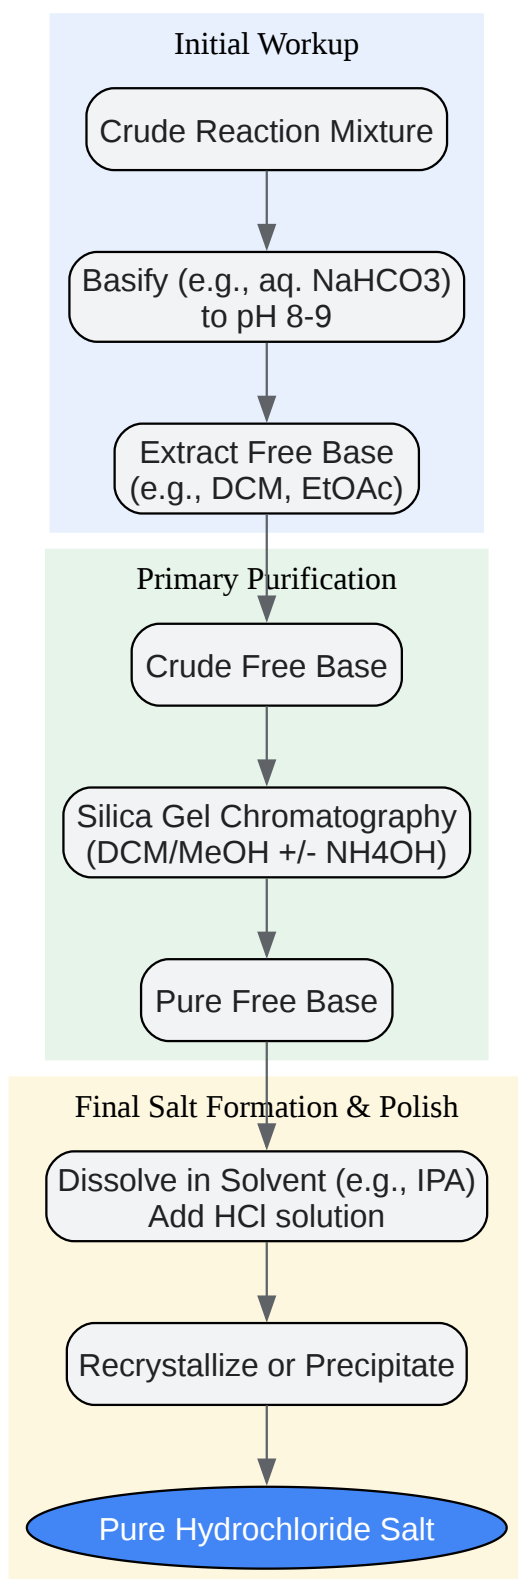 Initial Workup
Crude Reaction Mixture
Basify (e.g., aq. NaHCO3)
to pH 8-9
Extract Free Base
(e.g., DCM, EtOAc)
Primary Purification
Crude Free Base
Silica Gel Chromatography
(DCM/MeOH +/- NH4OH)
Pure Free Base
Final Salt Formation & Polish
Dissolve in Solvent (e.g., IPA)
Add HCl solution
Recrystallize or Precipitate
Pure Hydrochloride Salt